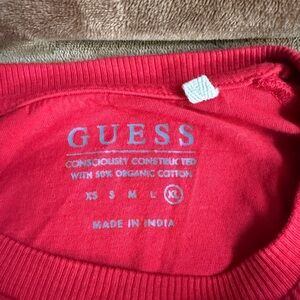 GUESS
CONSCIOUSLY CONSTRUCTED
WITH 50% ORGANIC COTTON
XS S M L XL
MADE IN INDIA